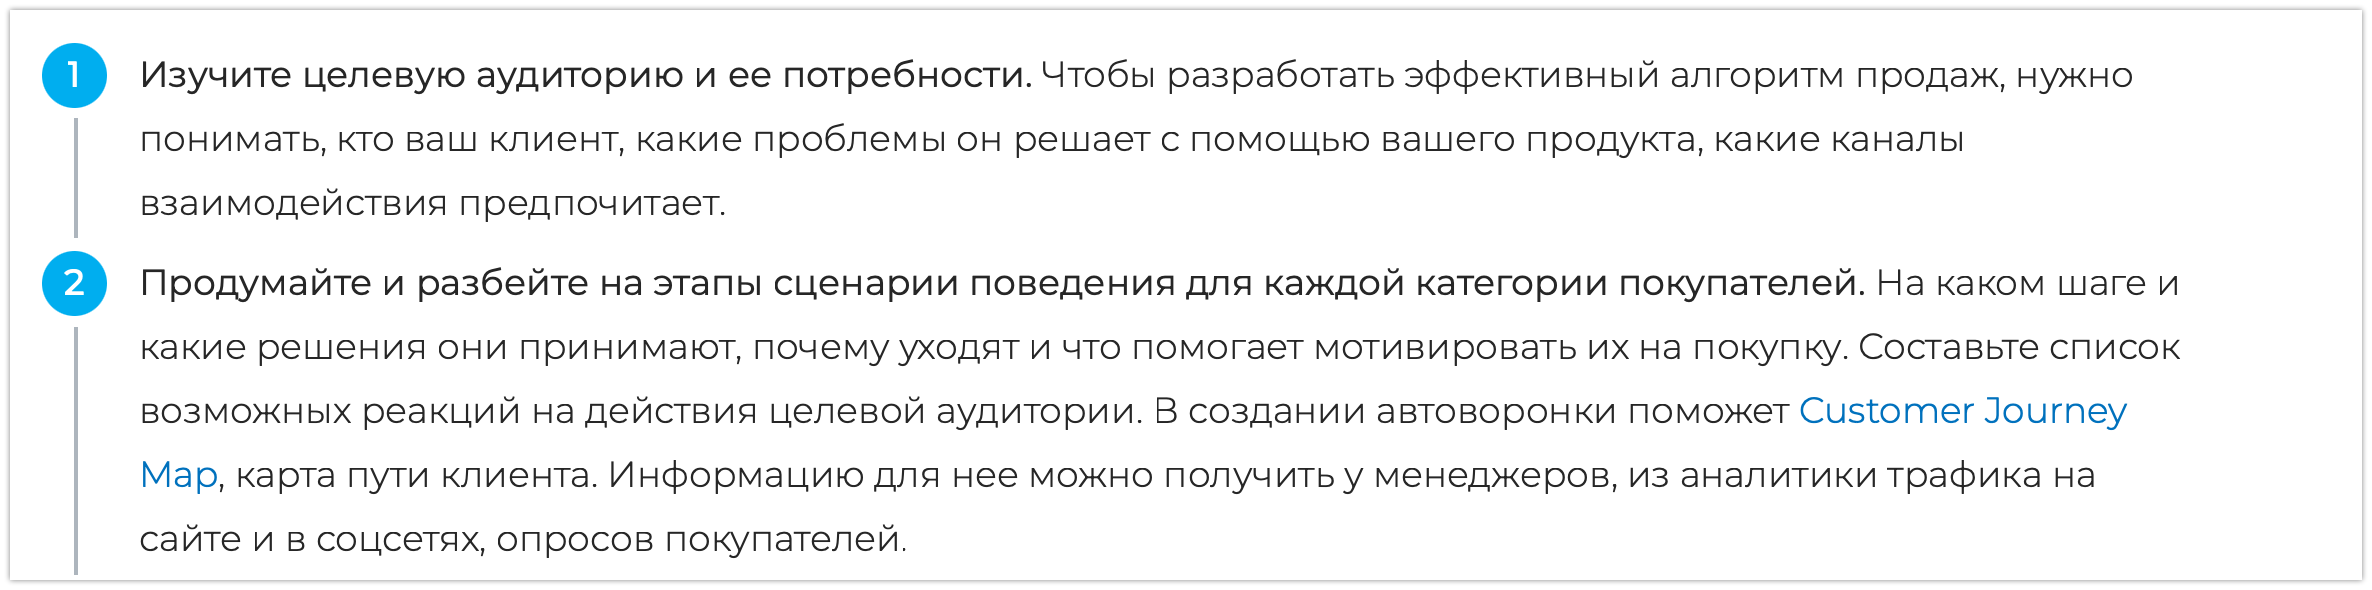 1 Изучите целевую аудиторию и ее потребности. Чтобы разработать эффективный алгоритм продаж, нужно
понимать, кто ваш клиент, какие проблемы он решает с помощью вашего продукта, какие каналы
взаимодействия предпочитает.
2 Продумайте и разбейте на этапы сценарии поведения для каждой категории покупателей. На каком шаге и
какие решения они принимают, почему уходят и что помогает мотивировать их на покупку. Составьте список
возможных реакций на действия целевой аудитории. В создании автоворонки поможет Customer Journey
Map, карта пути клиента. Информацию для нее можно получить у менеджеров, из аналитики трафика на
сайте и в соцсетях, опросов покупателей.